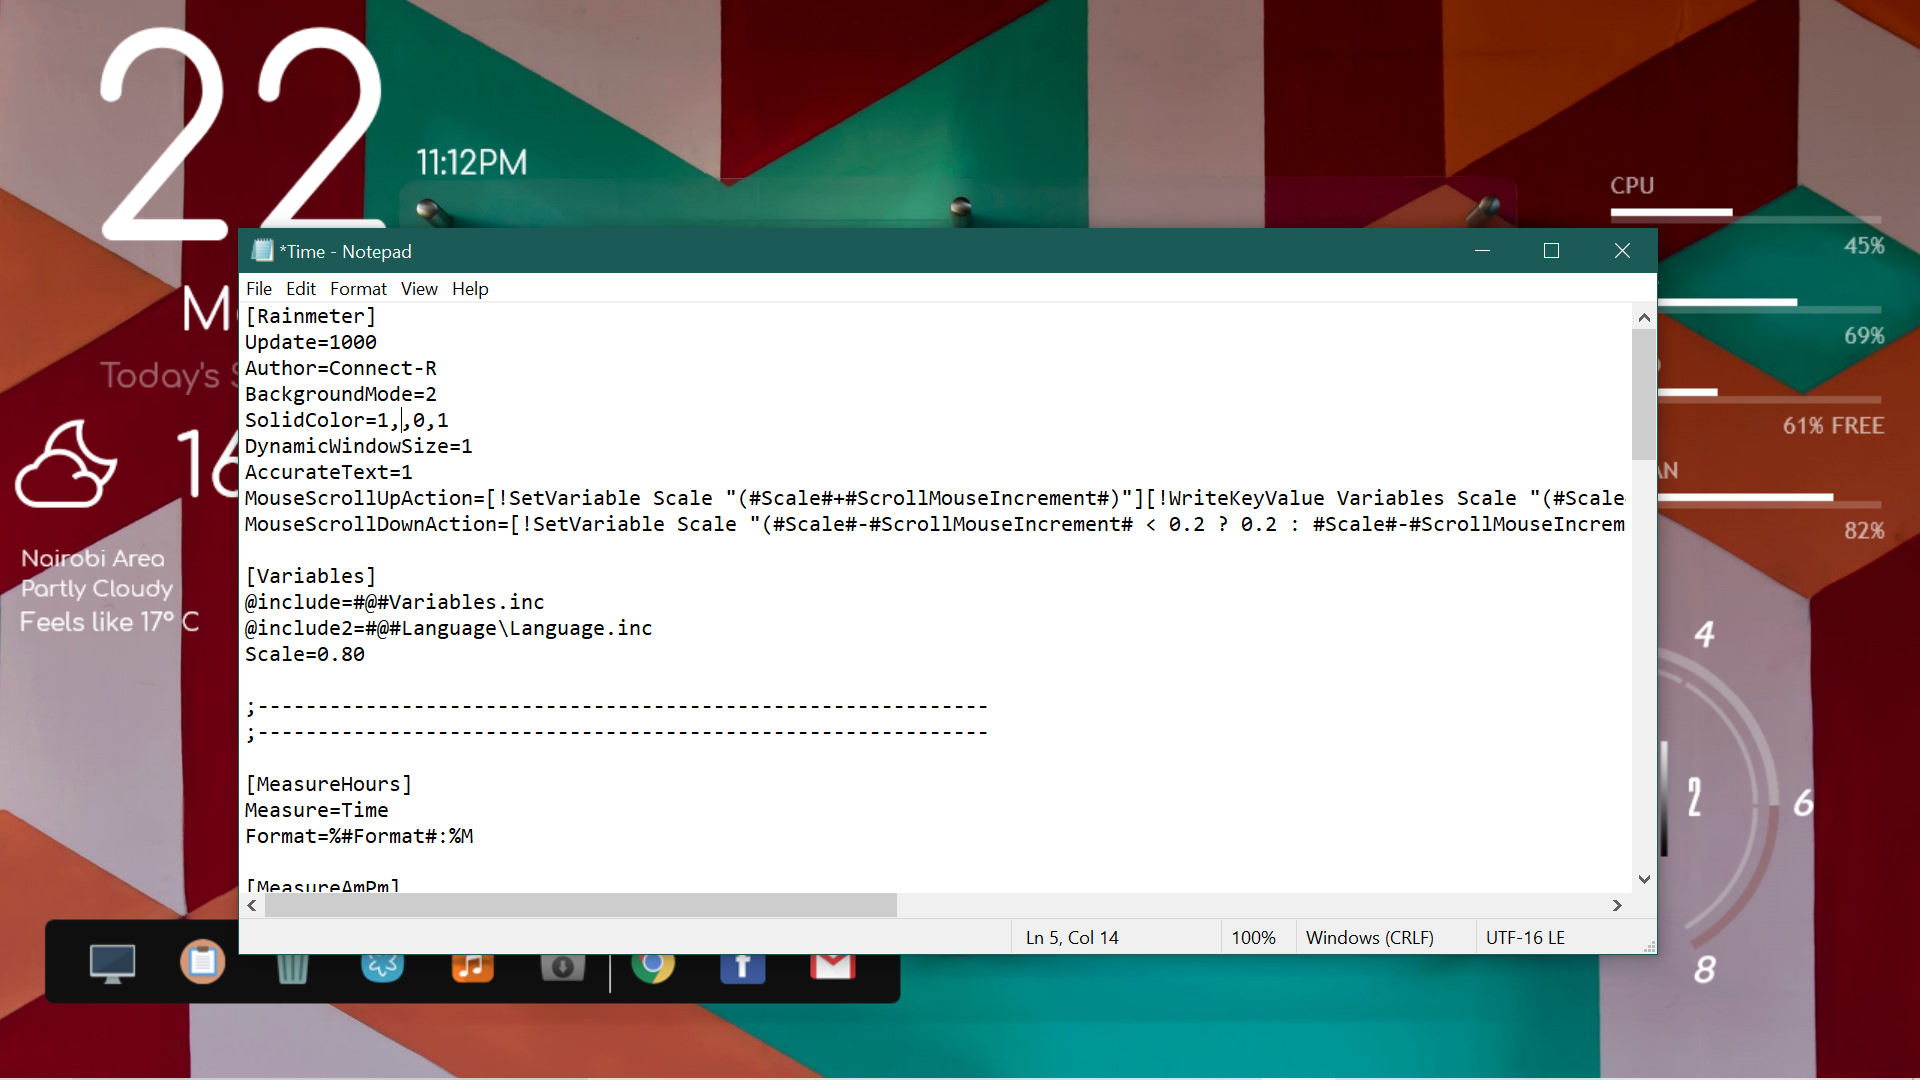 22
11:12PM
CPU
45%
*Time - Notepad
File Edit Format View Help
[Rainmeter]
Update=1000
Author=Connect-R
BackgroundMode=2
SolidColor=1,,0,1
DynamicWindowSize=1
AccurateText=1
MouseScrollUpAction=[!SetVariable Scale "(#Scale#+#ScrollMouseIncrement#)"][!WriteKeyValue Variables Scale "(#Scale
MouseScrollDownAction=[!SetVariable Scale "(#Scale#-#ScrollMouseIncrement# < 0.2 ? 0.2 : #Scale#-#ScrollMouseIncrem
[Variables]
@include=#@#Variables.inc
@include2=#@#Language\Language.inc
Scale=0.80
;-------------------------------------------------------------
;-------------------------------------------------------------
[MeasureHours]
Measure=Time
Format=%#Format#:%M
[MeasureAmPm]
Ln 5, Col 14 100% Windows (CRLF) UTF-16 LE
Today's
16
Nairobi Area
Partly Cloudy
Feels like 17° C
69%
61% FREE
82%
4
2
6
8